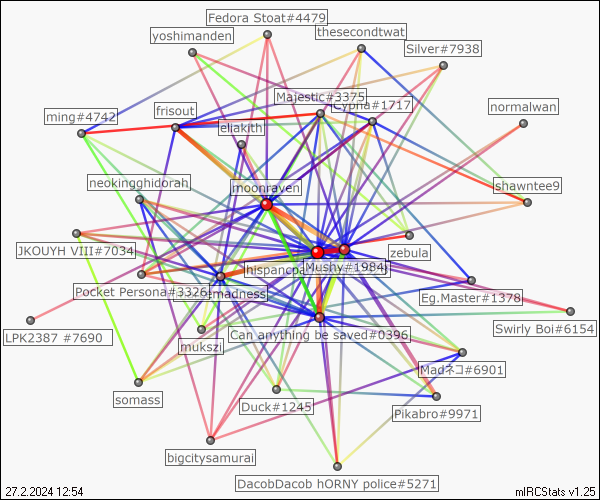 Fedora Stoat#4479
yoshimanden
thesecondtwat
Silver#7938
Majestic#3375
Cypha#1717
normalwan
ming#4742
frisout
eliakith
neokingghidorah
moonraven
shawntee9
JKOUYH VIII#7034
zebula
hispancpa
Mushy#1984
Pocket Persona#3326
madness
Eg.Master#1378
Swirly Boi#6154
LPK2387 #7690
mukszi
Can anything be saved#0396
Madネコ#6901
somass
Duck#1245
Pikabro#9971
bigcitysamurai
DacobDacob hORNY police#5271
27.2.2024 12:54
mIRCStats v1.25